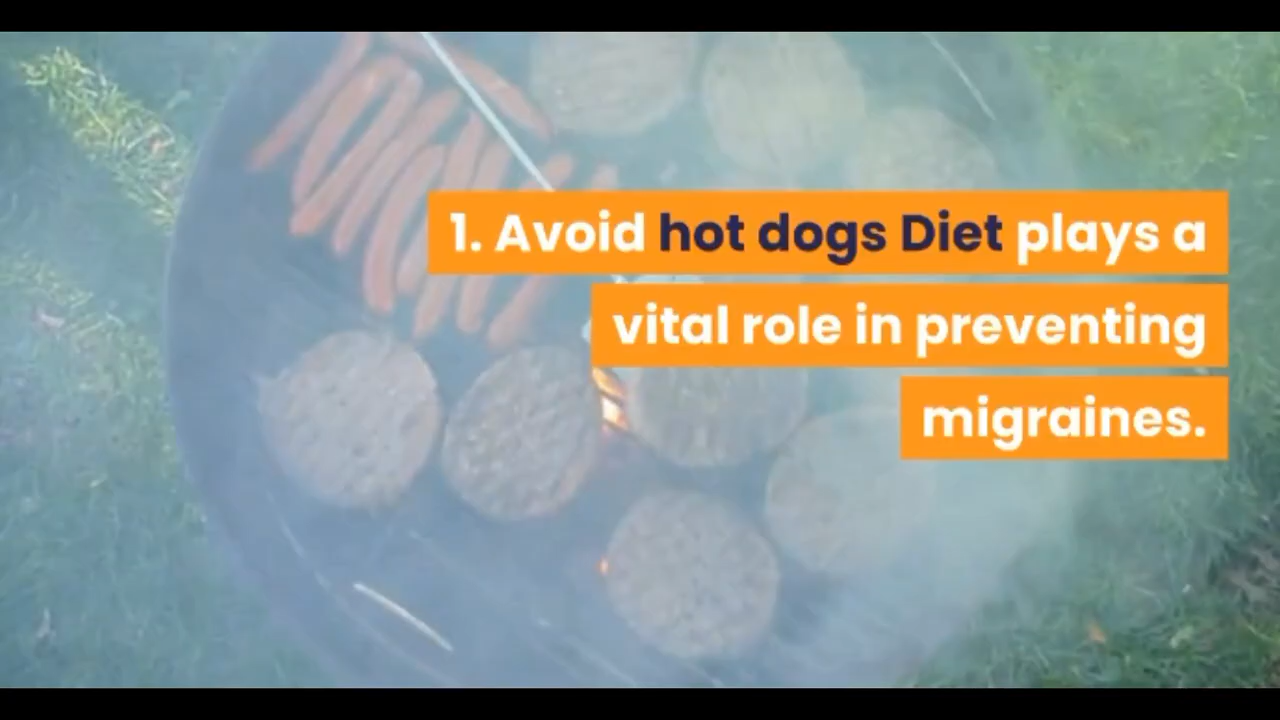 1. Avoid hot dogs Diet plays a
vital role in preventing
migraines.